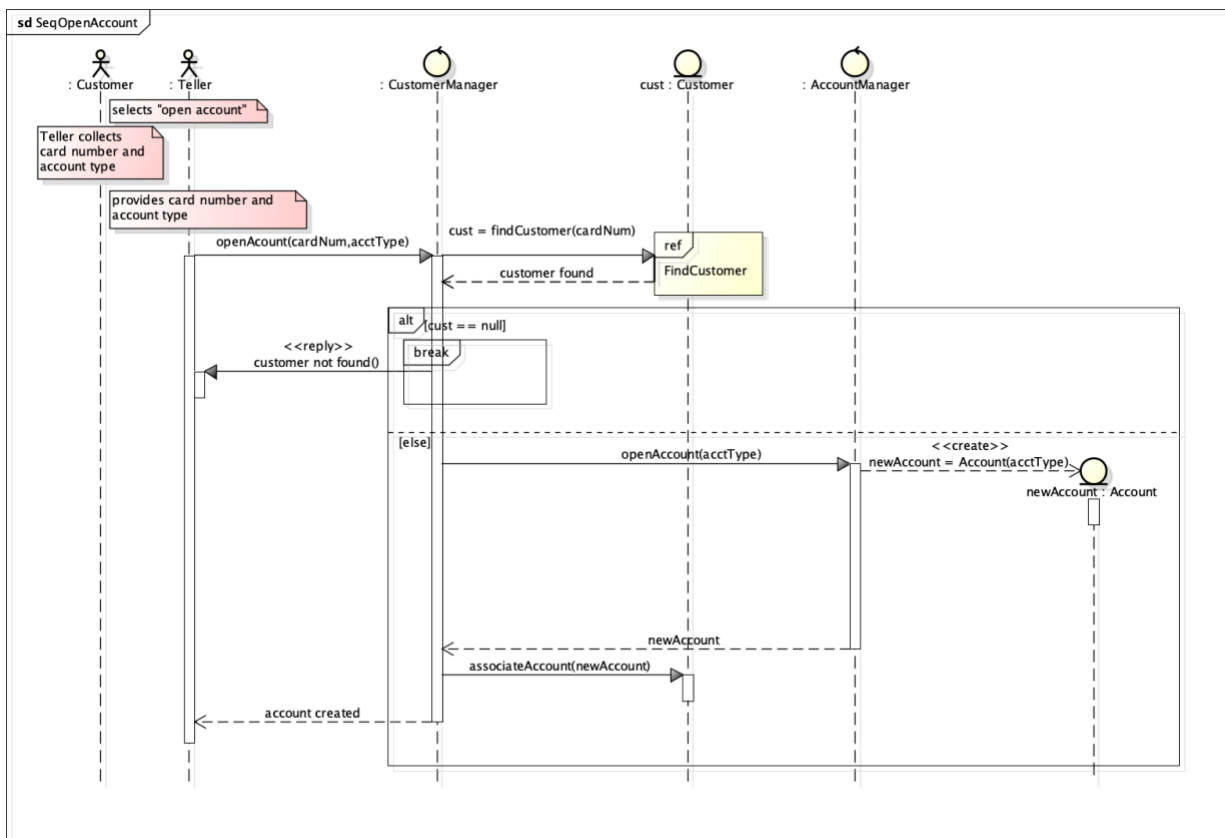 sd SeqOpenAccount
: Customer
: Teller
: CustomerManager
cust : Customer
: AccountManager
selects "open account"
Teller collects
card number and
account type
provides card number and
account type
openAcount(cardNum,acctType)
cust = findCustomer(cardNum)
ref
FindCustomer
customer found
alt
[cust == null]
break
<<reply>>
customer not found()
[else]
openAccount(acctType)
<<create>>
newAccount = Account(acctType)
newAccount : Account
newAccount
associateAccount(newAccount)
account created